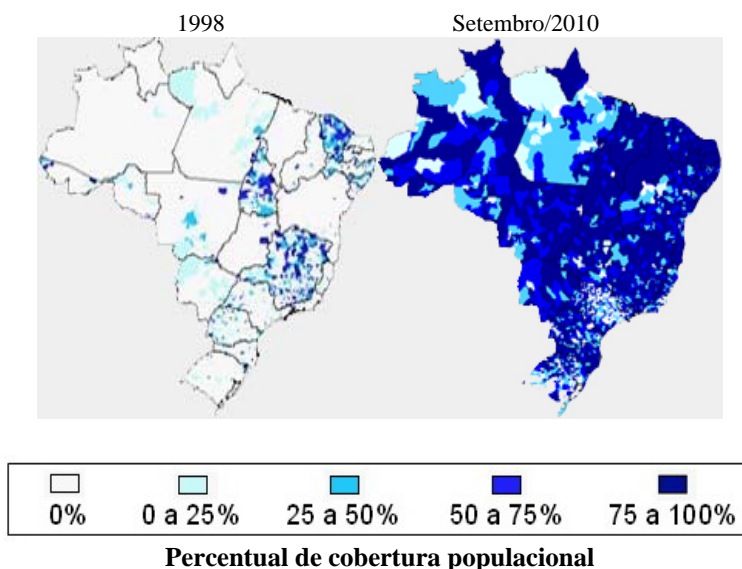 1998 Setembro/2010
0% 0 a 25% 25 a 50% 50 a 75% 75 a 100%
Percentual de cobertura populacional